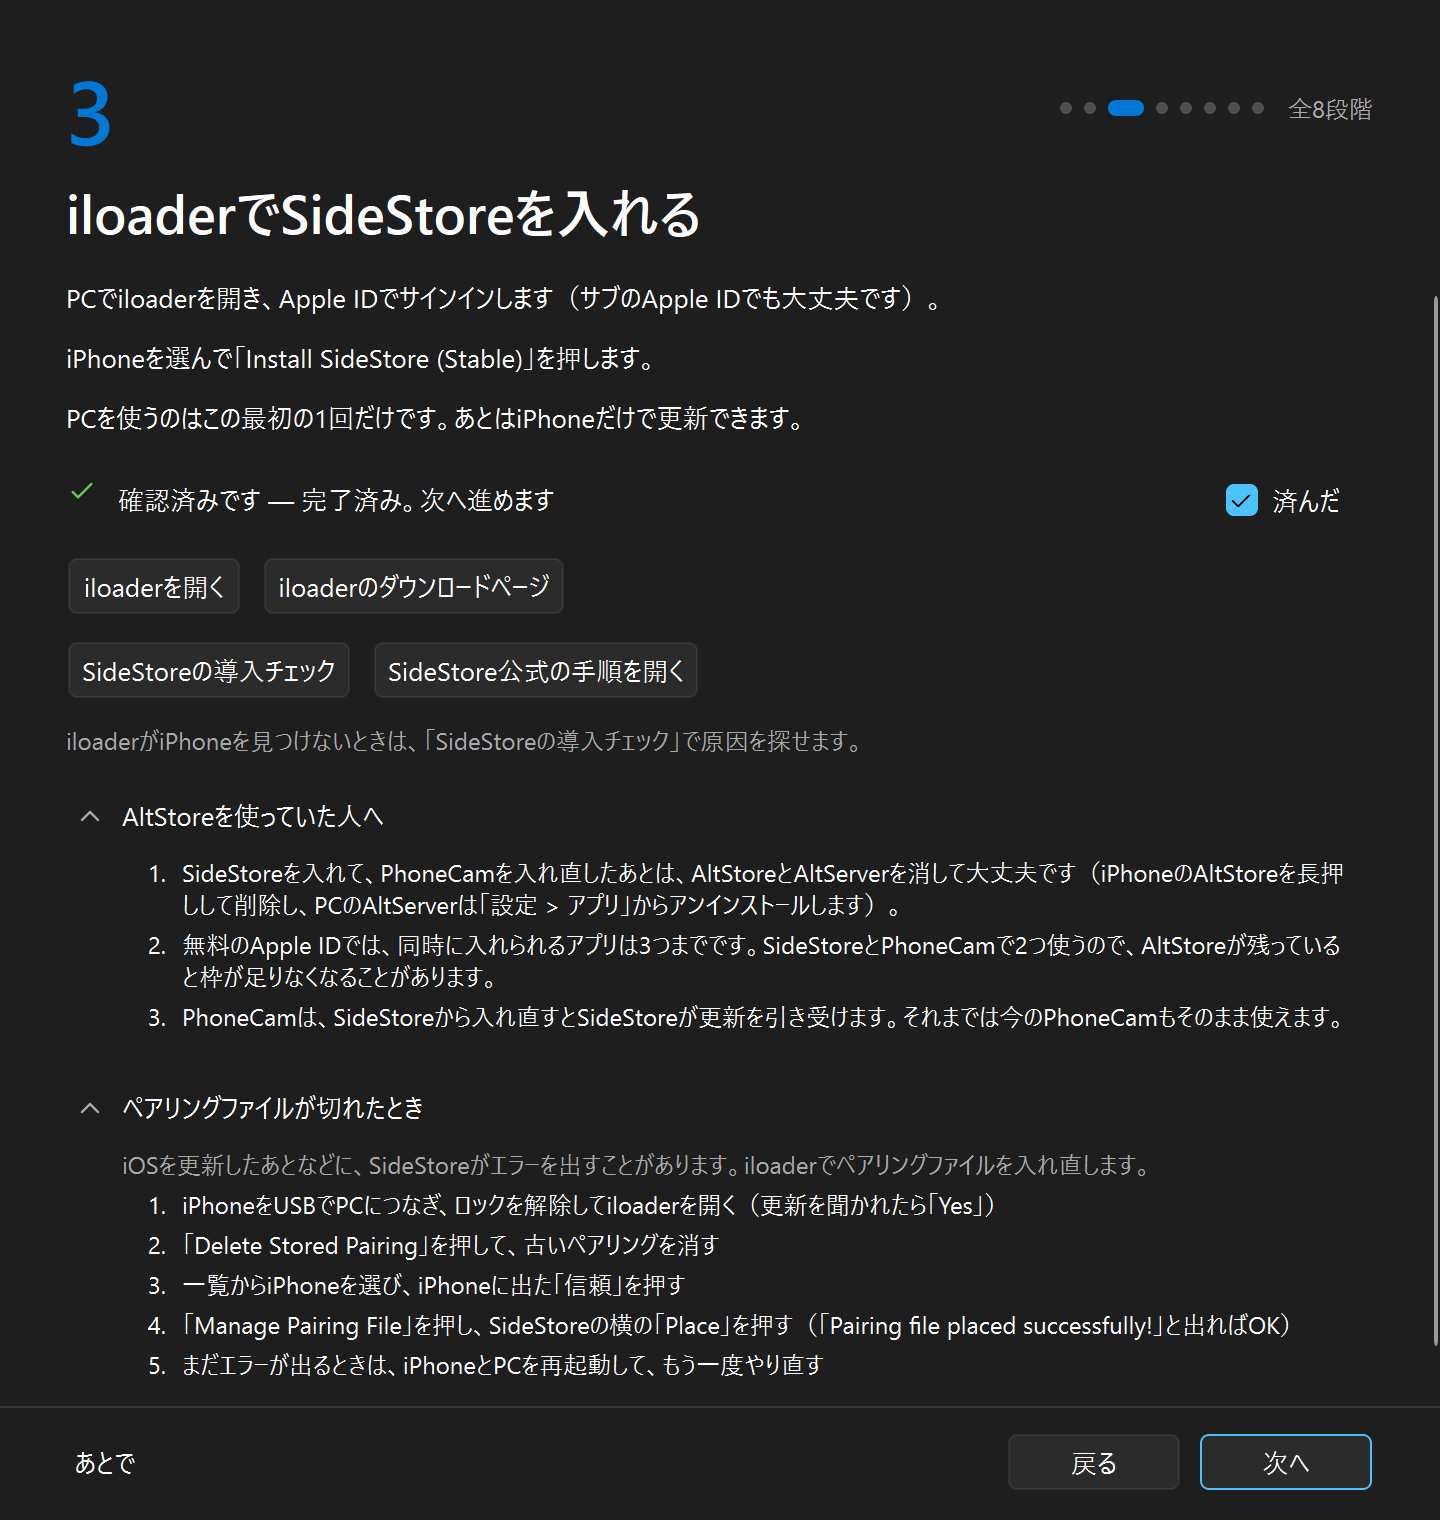 3
全8段階
iloaderでSideStoreを入れる
PCでiloaderを開き、Apple IDでサインインします（サブのApple IDでも大丈夫です）。
iPhoneを選んで「Install SideStore (Stable)」を押します。
PCを使うのはこの最初の1回だけです。あとはiPhoneだけで更新できます。
確認済みです — 完了済み。次へ進めます
済んだ
iloaderを開く
iloaderのダウンロードページ
SideStoreの導入チェック
SideStore公式の手順を開く
iloaderがiPhoneを見つけないときは、「SideStoreの導入チェック」で原因を探せます。
AltStoreを使っていた人へ
1. SideStoreを入れて、PhoneCamを入れ直したあとは、AltStoreとAltServerを消して大丈夫です（iPhoneのAltStoreを長押
しして削除し、PCのAltServerは「設定 > アプリ」からアンインストールします）。
2. 無料のApple IDでは、同時に入れられるアプリは3つまでです。SideStoreとPhoneCamで2つ使うので、AltStoreが残っている
と枠が足りなくなることがあります。
3. PhoneCamは、SideStoreから入れ直すとSideStoreが更新を引き受けます。それまでは今のPhoneCamもそのまま使えます。
ペアリングファイルが切れたとき
iOSを更新したあとなどに、SideStoreがエラーを出すことがあります。iloaderでペアリングファイルを入れ直します。
1. iPhoneをUSBでPCにつなぎ、ロックを解除してiloaderを開く（更新を聞かれたら「Yes」）
2. 「Delete Stored Pairing」を押して、古いペアリングを消す
3. 一覧からiPhoneを選び、iPhoneに出た「信頼」を押す
4. 「Manage Pairing File」を押し、SideStoreの横の「Place」を押す（「Pairing file placed successfully!」と出ればOK）
5. まだエラーが出るときは、iPhoneとPCを再起動して、もう一度やり直す
あとで
戻る
次へ